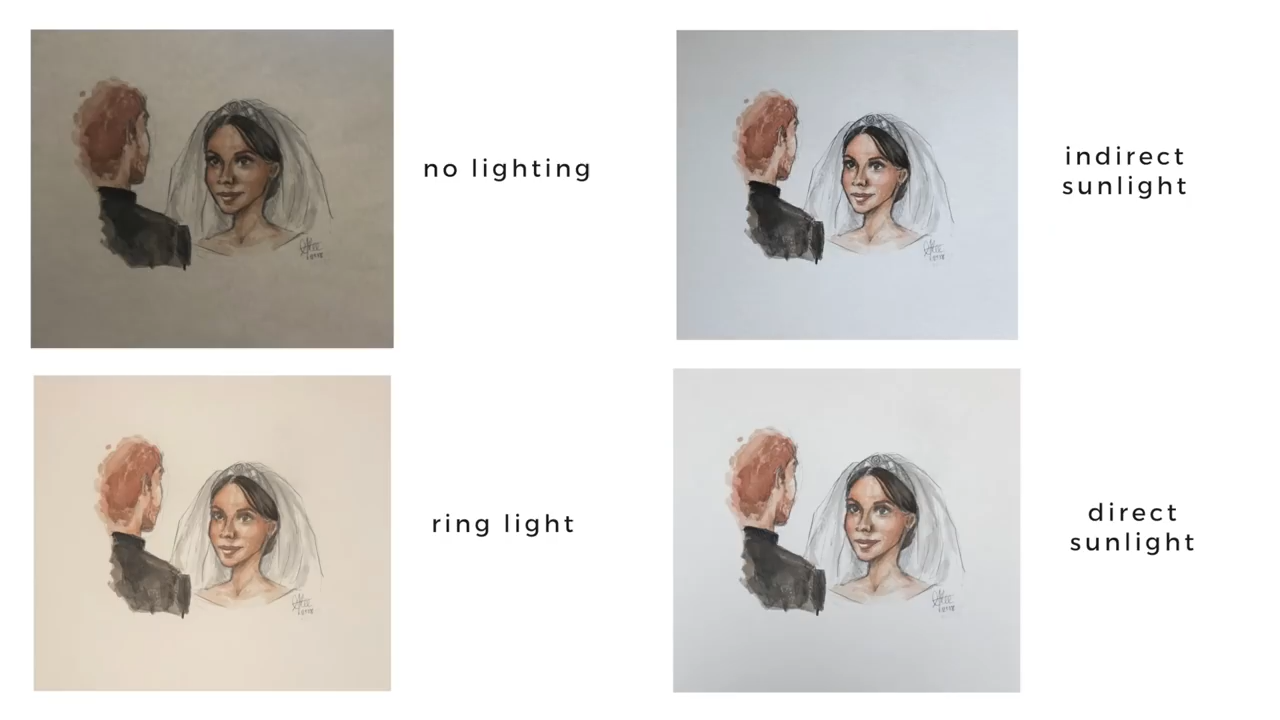 no lighting
indirect
sunlight
ring light
direct
sunlight